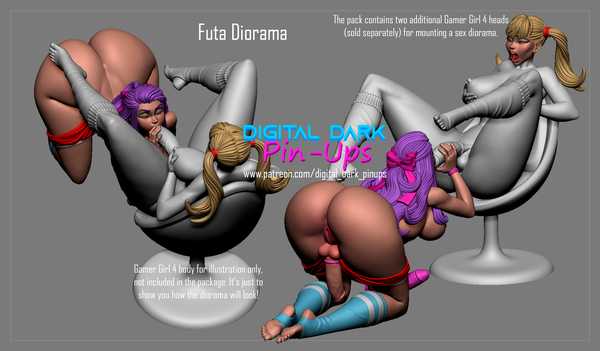 Futa Diorama
The pack contains two additional Gamer Girl 4 heads
(sold separately) for mounting a sex diorama.
DIGITAL DARK
Pin-Ups
www.patreon.com/digital_dark_pinups
Gamer Girl 4 body for illustration only,
not included in the package. It's just to
show you how the diorama will look!